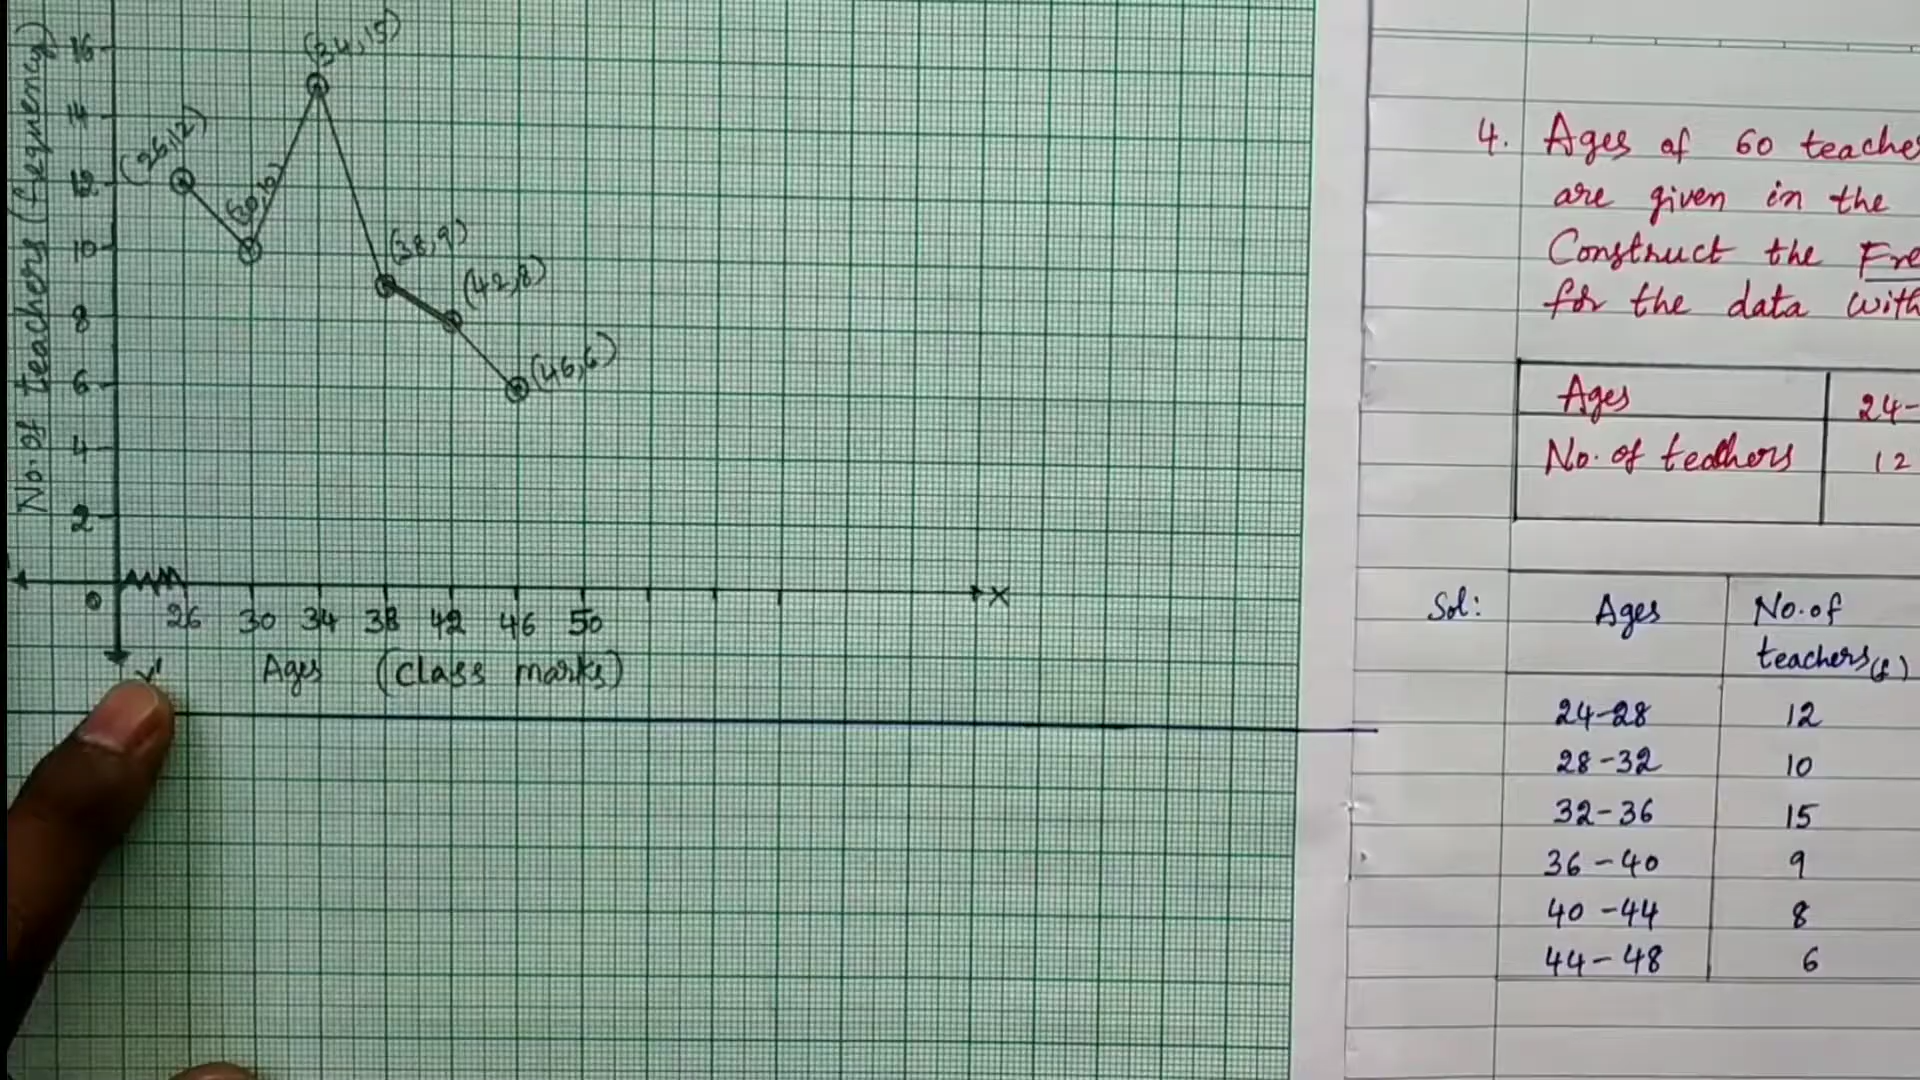 No. of teachers (frequency)
16
14
12
10
8
6
4
2
0
(26,12)
(34,15)
(38,9)
(42,8)
(46,6)
26 30 34 38 42 46 50
X
Y'
Ages (class marks)
4. Ages of 60 teache
are given in the
Construct the Fre
for the data with
Ages 24-
No. of teachers 12
Sol: Ages No. of
teachers (f)
24-28 12
28-32 10
32-36 15
36-40 9
40-44 8
44-48 6